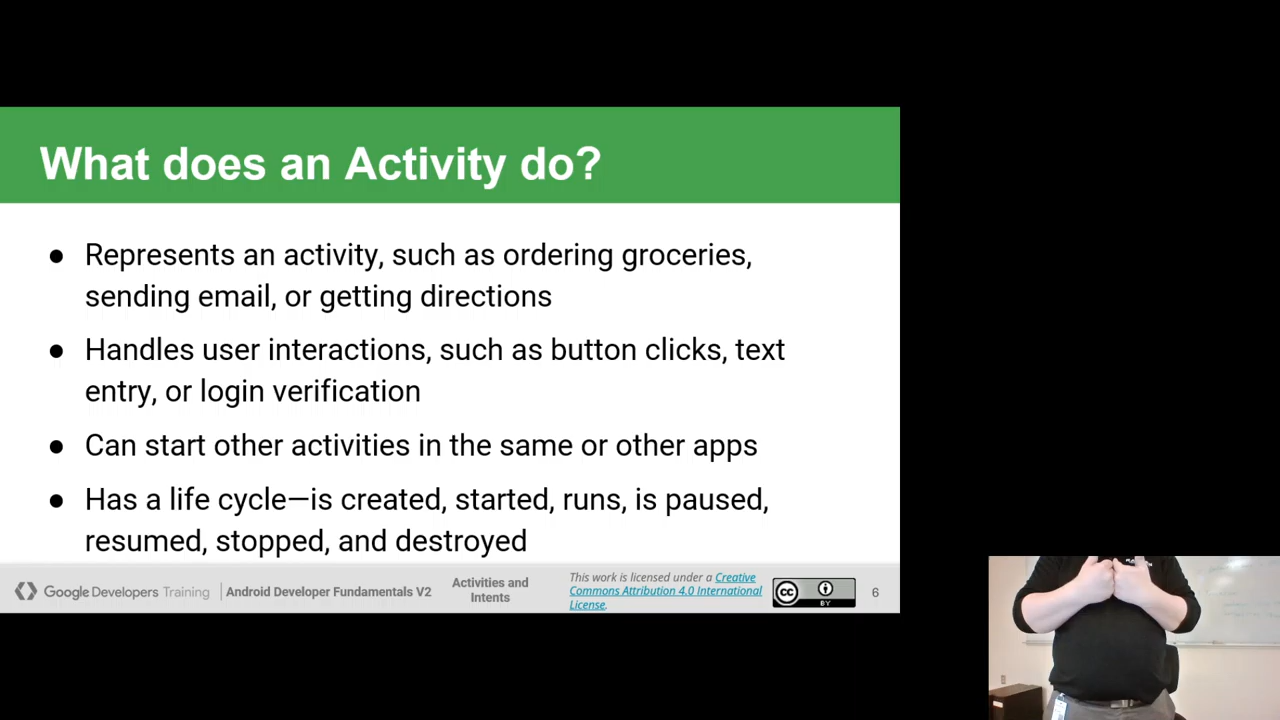 What does an Activity do?
● Represents an activity, such as ordering groceries,
sending email, or getting directions
● Handles user interactions, such as button clicks, text
entry, or login verification
● Can start other activities in the same or other apps
● Has a life cycle—is created, started, runs, is paused,
resumed, stopped, and destroyed
Google Developers Training
Android Developer Fundamentals V2
Activities and
Intents
This work is licensed under a Creative
Commons Attribution 4.0 International
License.
cc
BY
6